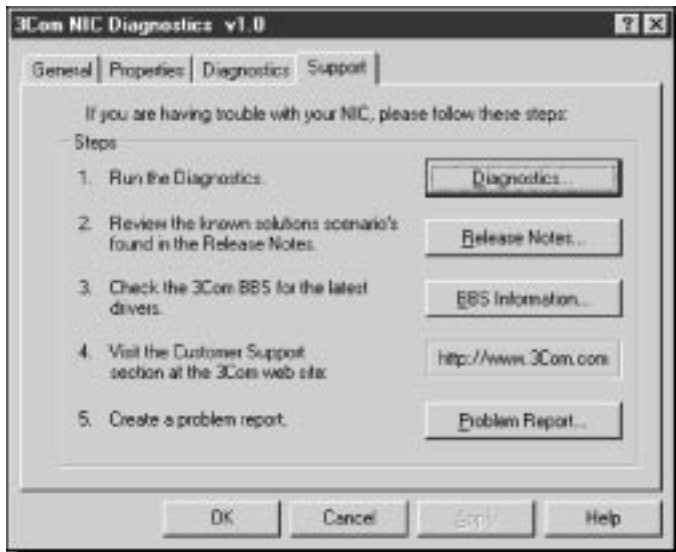 3Com NIC Diagnostics v1.0
General
Properties
Diagnostics
Support
If you are having trouble with your NIC, please follow these steps:
Steps
1. Run the Diagnostics.
Diagnostics...
2. Review the known solutions scenario's
found in the Release Notes.
Release Notes...
3. Check the 3Com BBS for the latest
drivers.
BBS Information...
4. Visit the Customer Support
section at the 3Com web site:
http://www.3Com.com
5. Create a problem report.
Problem Report...
OK
Cancel
Apply
Help